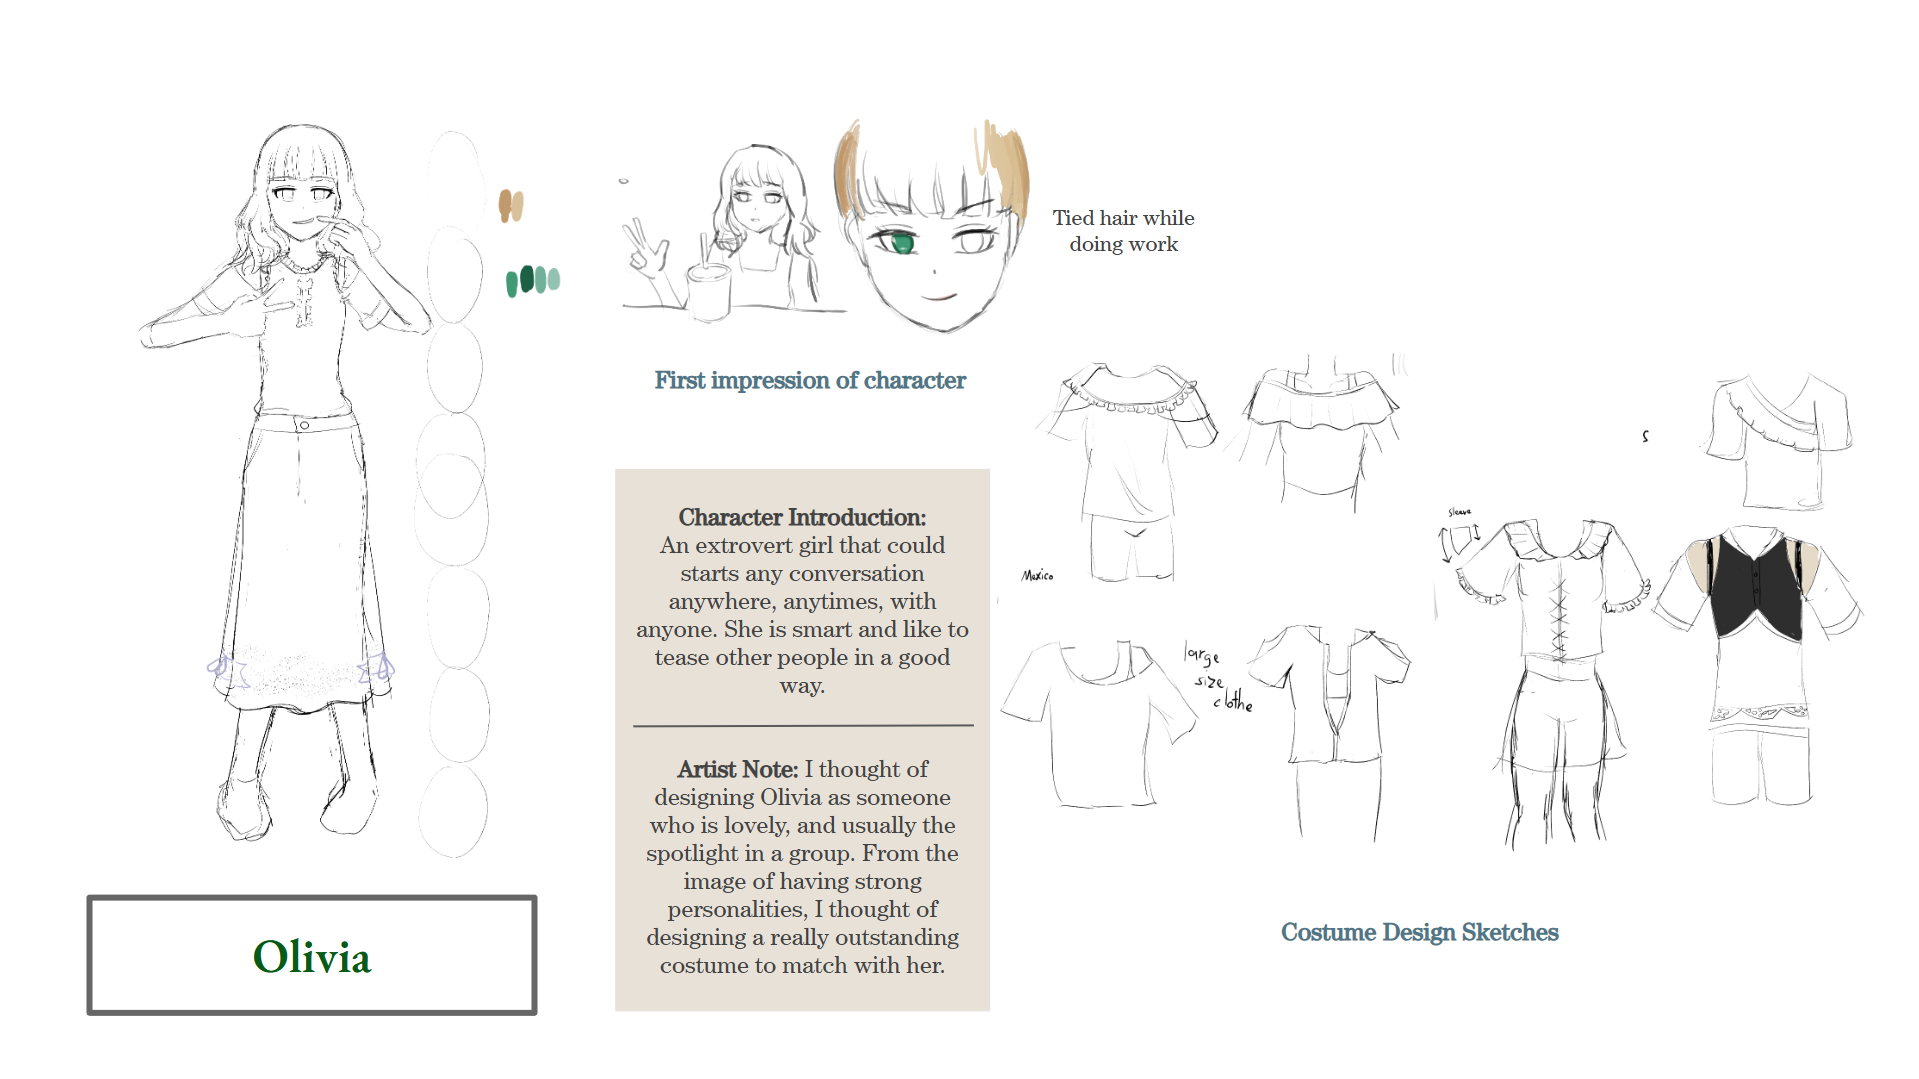 Olivia
Tied hair while
doing work
First impression of character
Character Introduction:
An extrovert girl that could
starts any conversation
anywhere, anytimes, with
anyone. She is smart and like to
tease other people in a good
way.
Artist Note: I thought of
designing Olivia as someone
who is lovely, and usually the
spotlight in a group. From the
image of having strong
personalities, I thought of
designing a really outstanding
costume to match with her.
Mexico
large
size
clothe
S
sleeve
Costume Design Sketches